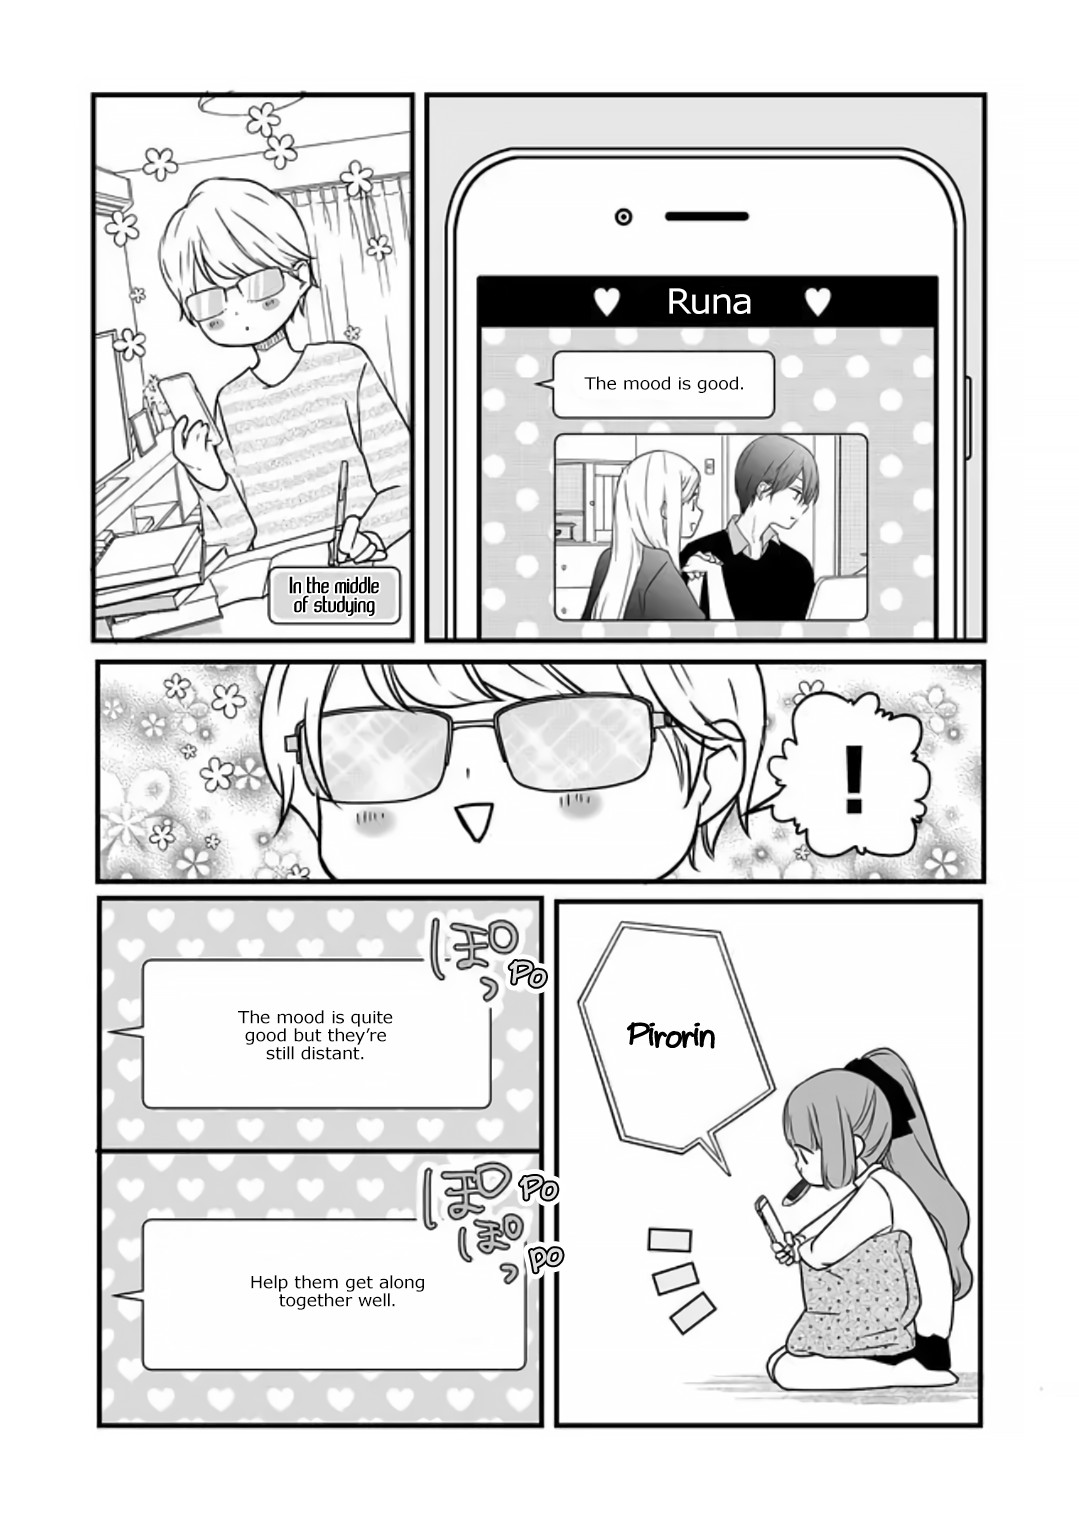 ♥ Runa ♥
The mood is good.
In the middle
of studying
!
Pirorin
ぽっ
Po
The mood is quite
good but they're
still distant.
ぽ
Po
ぽっ
Po
Help them get along
together well.